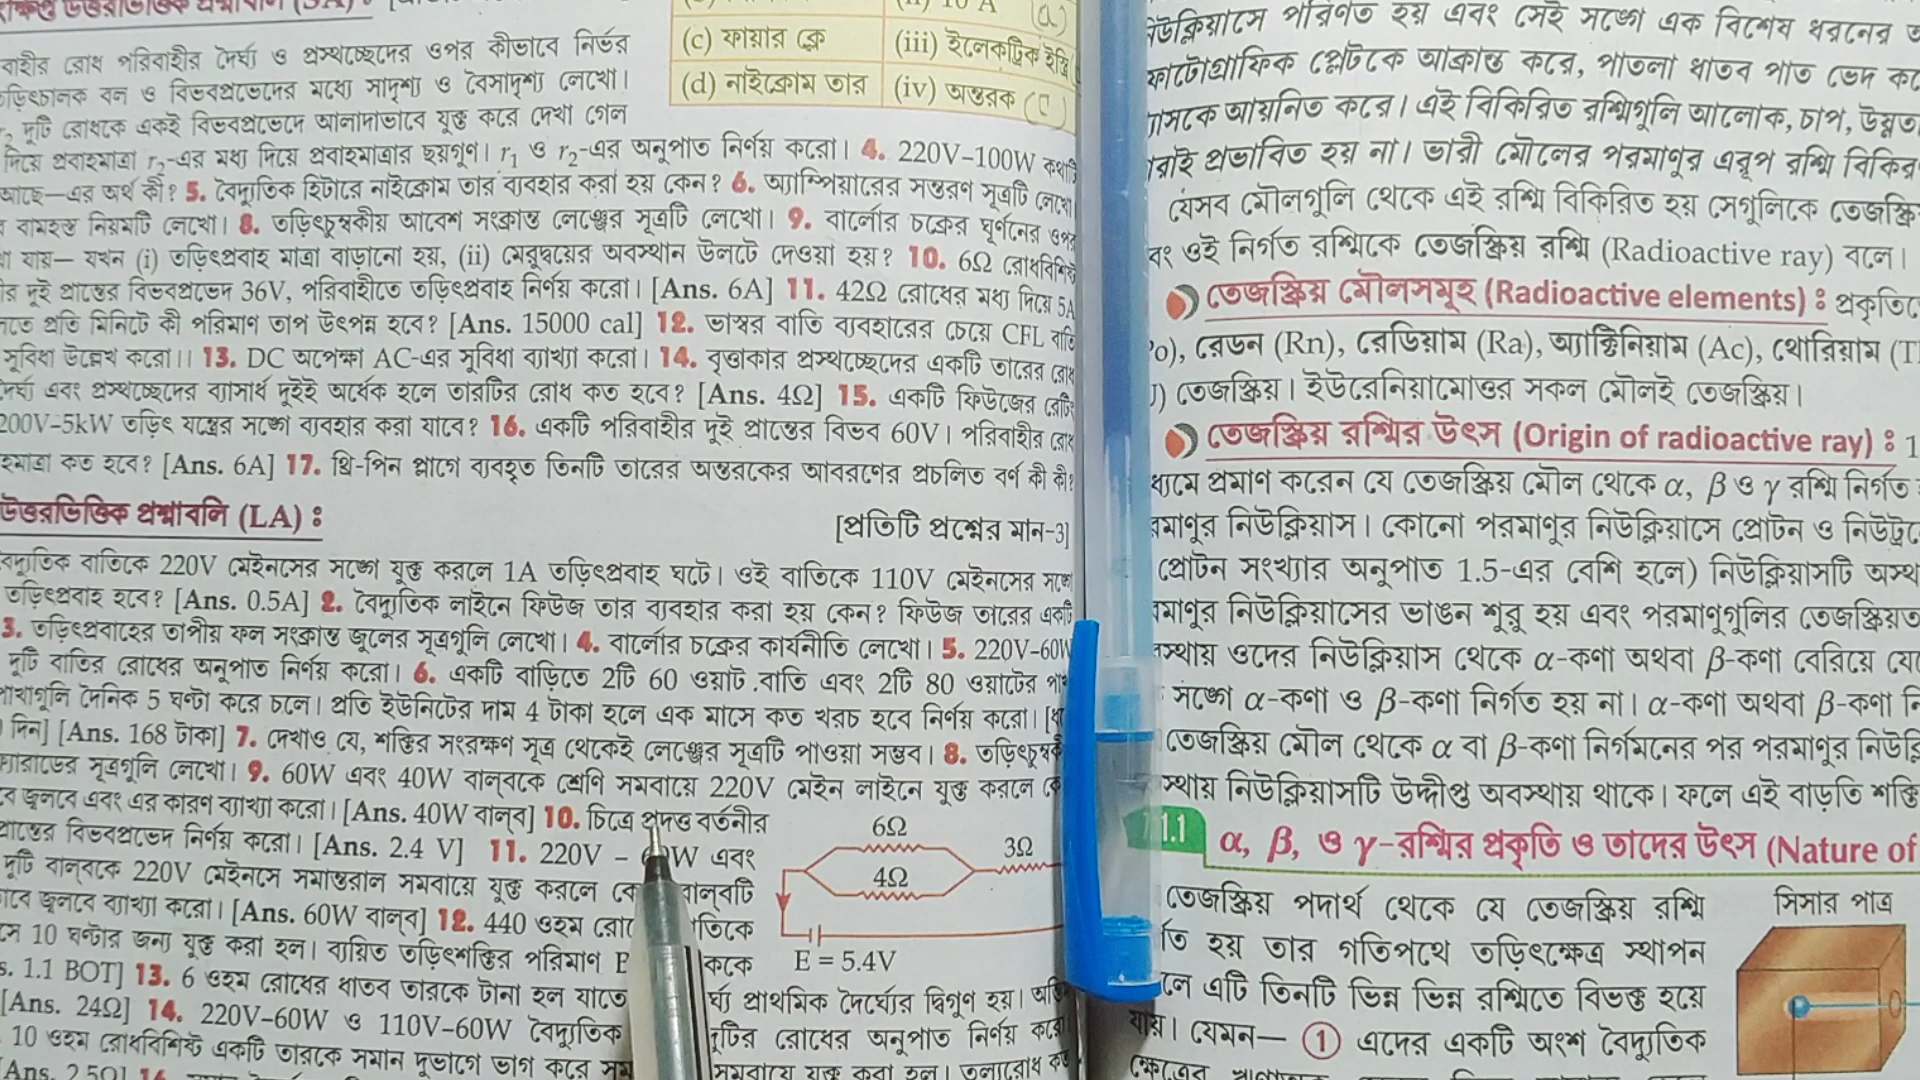 (c) ফায়ার ক্লে (iii) ইলেকট্রিক ইস্ত্রি
(d) নাইক্রোম তার (iv) অন্তরক (C)
রোধ পরিবাহীর দৈর্ঘ্য ও প্রস্থচ্ছেদের ওপর কীভাবে নির্ভর
বল ও বিভবপ্রভেদের মধ্যে সাদৃশ্য ও বৈসাদৃশ্য লেখো।
দুটি রোধকে একই বিভবপ্রভেদে আলাদাভাবে যুক্ত করে দেখা গেল
দিয়ে প্রবাহমাত্রা r₂-এর মধ্য দিয়ে প্রবাহমাত্রার ছয়গুণ। r₁ ও r₂-এর অনুপাত নির্ণয় করো। 4. 220V–100W
আছে—এর অর্থ কী? 5. বৈদ্যুতিক হিটারে নাইক্রোম তার ব্যবহার করা হয় কেন? 6. অ্যাম্পিয়ারের সন্তরণ সূত্রটি লেখো।
বামহস্ত নিয়মটি লেখো। 8. তড়িৎচুম্বকীয় আবেশ সংক্রান্ত লেঞ্জের সূত্রটি লেখো। 9. বার্লোর চক্রের ঘূর্ণনের ওপর
যায়— যখন (i) তড়িৎপ্রবাহ মাত্রা বাড়ানো হয়, (ii) মেরুদ্বয়ের অবস্থান উলটে দেওয়া হয়? 10. 6Ω রোধবিশিষ্ট
দুই প্রান্তের বিভবপ্রভেদ 36V, পরিবাহীতে তড়িৎপ্রবাহ নির্ণয় করো। [Ans. 6A] 11. 42Ω রোধের মধ্য দিয়ে 5A
প্রতি মিনিটে কী পরিমাণ তাপ উৎপন্ন হবে? [Ans. 15000 cal] 12. ভাস্বর বাতি ব্যবহারের চেয়ে CFL বাতি
সুবিধা উল্লেখ করো।। 13. DC অপেক্ষা AC-এর সুবিধা ব্যাখ্যা করো। 14. বৃত্তাকার প্রস্থচ্ছেদের একটি তারের রোধ
দৈর্ঘ্য এবং প্রস্থচ্ছেদের ব্যাসার্ধ দুইই অর্ধেক হলে তারটির রোধ কত হবে? [Ans. 4Ω] 15. একটি ফিউজের রেটিং
200V–5kW তড়িৎ যন্ত্রের সঙ্গে ব্যবহার করা যাবে? 16. একটি পরিবাহীর দুই প্রান্তের বিভব 60V। পরিবাহীর রোধ
কত হবে? [Ans. 6A] 17. থ্রি-পিন প্লাগে ব্যবহৃত তিনটি তারের অন্তরকের আবরণের প্রচলিত বর্ণ কী কী?
উত্তরভিত্তিক প্রশ্নাবলি (LA) : [প্রতিটি প্রশ্নের মান–3]
বাতিকে 220V মেইনসের সঙ্গে যুক্ত করলে 1A তড়িৎপ্রবাহ ঘটে। ওই বাতিকে 110V মেইনসের সঙ্গে
তড়িৎপ্রবাহ হবে? [Ans. 0.5A] 2. বৈদ্যুতিক লাইনে ফিউজ তার ব্যবহার করা হয় কেন? ফিউজ তারের একটি
3. তড়িৎপ্রবাহের তাপীয় ফল সংক্রান্ত জুলের সূত্রগুলি লেখো। 4. বার্লোর চক্রের কার্যনীতি লেখো। 5. 220V–60W
দুটি বাতির রোধের অনুপাত নির্ণয় করো। 6. একটি বাড়িতে 2টি 60 ওয়াট বাতি এবং 2টি 80 ওয়াটের
দৈনিক 5 ঘণ্টা করে চলে। প্রতি ইউনিটের দাম 4 টাকা হলে এক মাসে কত খরচ হবে নির্ণয় করো।
দিন] [Ans. 168 টাকা] 7. দেখাও যে, শক্তির সংরক্ষণ সূত্র থেকেই লেঞ্জের সূত্রটি পাওয়া সম্ভব। 8.
সূত্রগুলি লেখো। 9. 60W এবং 40W বাল্‌বকে শ্রেণি সমবায়ে 220V মেইন লাইনে যুক্ত করলে
জ্বলবে এবং এর কারণ ব্যাখ্যা করো। [Ans. 40W বাল্‌ব] 10. চিত্রে প্রদত্ত বর্তনীর
প্রান্তের বিভবপ্রভেদ নির্ণয় করো। [Ans. 2.4 V] 11. 220V – W এবং
দুটি বাল্‌বকে 220V মেইনসে সমান্তরাল সমবায়ে যুক্ত করলে বাল্‌বটি
জ্বলবে ব্যাখ্যা করো। [Ans. 60W বাল্‌ব] 12. 440 ওহম
10 ঘণ্টার জন্য যুক্ত করা হল। ব্যয়িত তড়িৎশক্তির পরিমাণ
1.1 BOT] 13. 6 ওহম রোধের ধাতব তারকে টানা হল যাতে প্রাথমিক দৈর্ঘ্যের দ্বিগুণ হয়।
[Ans. 24Ω] 14. 220V–60W ও 110V–60W বৈদ্যুতিক রোধের অনুপাত নির্ণয় করো।
10 ওহম রোধবিশিষ্ট একটি তারকে সমান দুভাগে ভাগ করে
6Ω
3Ω
4Ω
E = 5.4V
পরিণত হয় এবং সেই সঙ্গে এক বিশেষ ধরনের
ফোটোগ্রাফিক প্লেটকে আক্রান্ত করে, পাতলা ধাতব পাত ভেদ
আয়নিত করে। এই বিকিরিত রশ্মিগুলি আলোক, চাপ,
প্রভাবিত হয় না। ভারী মৌলের পরমাণুর এরূপ রশ্মি
যেসব মৌলগুলি থেকে এই রশ্মি বিকিরিত হয় সেগুলিকে
ওই নির্গত রশ্মিকে তেজস্ক্রিয় রশ্মি (Radioactive ray) বলে।
তেজস্ক্রিয় মৌলসমূহ (Radioactive elements) :
রেডন (Rn), রেডিয়াম (Ra), অ্যাক্টিনিয়াম (Ac), থোরিয়াম
তেজস্ক্রিয়। ইউরেনিয়ামোত্তর সকল মৌলই তেজস্ক্রিয়।
তেজস্ক্রিয় রশ্মির উৎস (Origin of radioactive ray) :
প্রমাণ করেন যে তেজস্ক্রিয় মৌল থেকে α, β ও γ রশ্মি নির্গত
নিউক্লিয়াস। কোনো পরমাণুর নিউক্লিয়াসে প্রোটন ও
প্রোটন সংখ্যার অনুপাত 1.5-এর বেশি হলে) নিউক্লিয়াসটি
নিউক্লিয়াসের ভাঙন শুরু হয় এবং পরমাণুগুলির
ওদের নিউক্লিয়াস থেকে α-কণা অথবা β-কণা বেরিয়ে
সঙ্গে α-কণা ও β-কণা নির্গত হয় না। α-কণা অথবা β-কণা
তেজস্ক্রিয় মৌল থেকে α বা β-কণা নির্গমনের পর পরমাণুর
নিউক্লিয়াসটি উদ্দীপ্ত অবস্থায় থাকে। ফলে এই বাড়তি শক্তি
α, β, ও γ-রশ্মির প্রকৃতি ও তাদের উৎস (Nature of
তেজস্ক্রিয় পদার্থ থেকে যে তেজস্ক্রিয় রশ্মি
হয় তার গতিপথে তড়িৎক্ষেত্র স্থাপন
এটি তিনটি ভিন্ন ভিন্ন রশ্মিতে বিভক্ত হয়ে
যায়। যেমন— 1 এদের একটি অংশ বৈদ্যুতিক
সিসার পাত্র